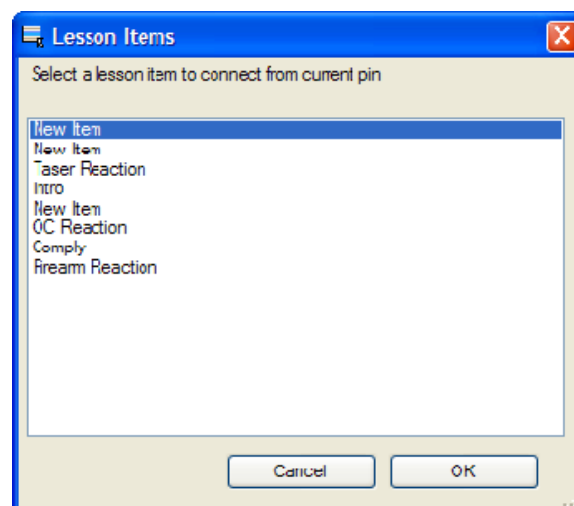 Lesson Items
Select a lesson item to connect from current pin
New Item
New Item
Taser Reaction
Intro
New Item
OC Reaction
Comply
Firearm Reaction
Cancel
OK